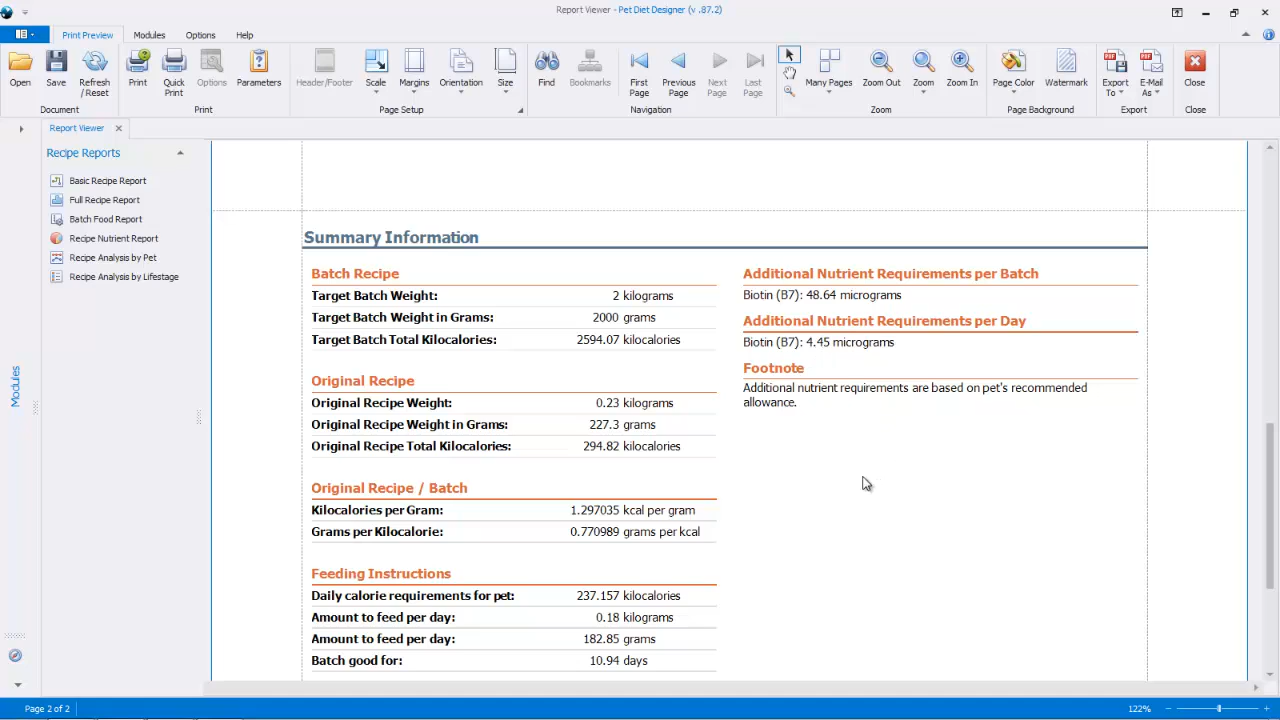 Report Viewer - Pet Diet Designer (v .87.2)
Print Preview Modules Options Help
Open Save Refresh / Reset Print Quick Print Options Parameters Header/Footer Scale Margins Orientation Size Find Bookmarks First Page Previous Page Next Page Last Page Many Pages Zoom Out Zoom Zoom In Page Color Watermark Export To E-Mail As Close
Document Print Page Setup Navigation Zoom Page Background Export Close
Report Viewer
Recipe Reports
Basic Recipe Report
Full Recipe Report
Batch Food Report
Recipe Nutrient Report
Recipe Analysis by Pet
Recipe Analysis by Lifestage
Modules
Summary Information
Batch Recipe
Target Batch Weight: 2 kilograms
Target Batch Weight in Grams: 2000 grams
Target Batch Total Kilocalories: 2594.07 kilocalories
Original Recipe
Original Recipe Weight: 0.23 kilograms
Original Recipe Weight in Grams: 227.3 grams
Original Recipe Total Kilocalories: 294.82 kilocalories
Original Recipe / Batch
Kilocalories per Gram: 1.297035 kcal per gram
Grams per Kilocalorie: 0.770989 grams per kcal
Feeding Instructions
Daily calorie requirements for pet: 237.157 kilocalories
Amount to feed per day: 0.18 kilograms
Amount to feed per day: 182.85 grams
Batch good for: 10.94 days
Additional Nutrient Requirements per Batch
Biotin (B7): 48.64 micrograms
Additional Nutrient Requirements per Day
Biotin (B7): 4.45 micrograms
Footnote
Additional nutrient requirements are based on pet's recommended
allowance.
Page 2 of 2
122%